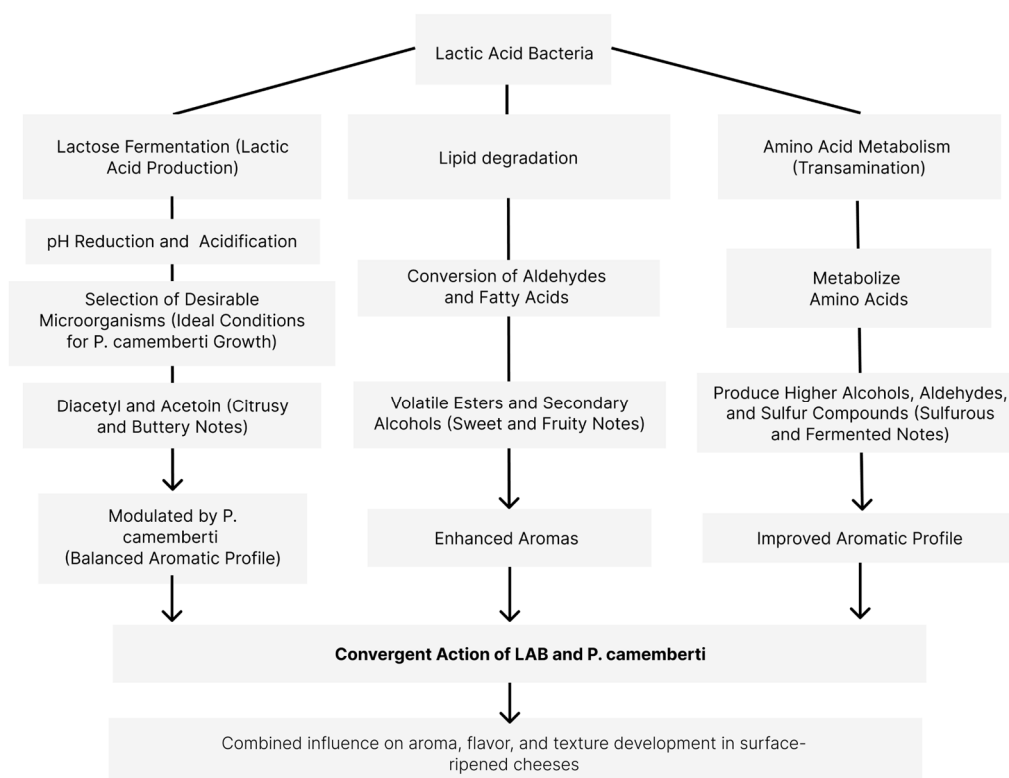 Lactic Acid Bacteria
Lactose Fermentation (Lactic
Acid Production)
pH Reduction and Acidification
Selection of Desirable
Microorganisms (Ideal Conditions
for P. camemberti Growth)
Diacetyl and Acetoin (Citrusy
and Buttery Notes)
Modulated by P.
camemberti
(Balanced Aromatic Profile)
Lipid degradation
Conversion of Aldehydes
and Fatty Acids
Volatile Esters and Secondary
Alcohols (Sweet and Fruity Notes)
Enhanced Aromas
Amino Acid Metabolism
(Transamination)
Metabolize
Amino Acids
Produce Higher Alcohols, Aldehydes,
and Sulfur Compounds (Sulfurous
and Fermented Notes)
Improved Aromatic Profile
Convergent Action of LAB and P. camemberti
Combined influence on aroma, flavor, and texture development in surface-
ripened cheeses